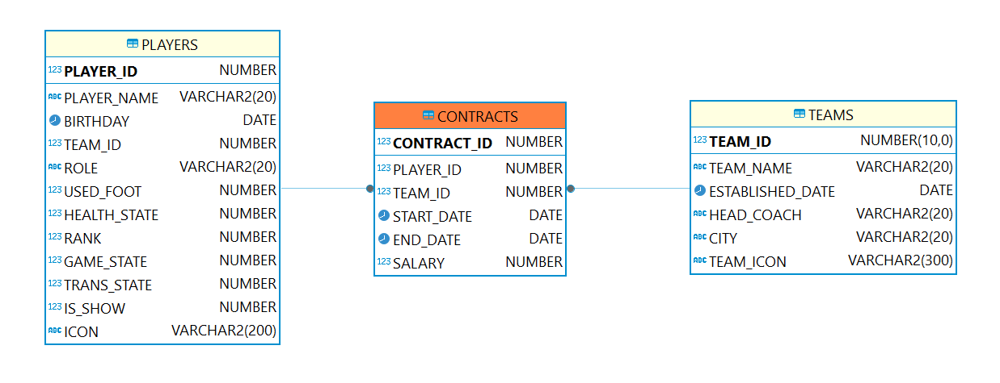 PLAYERS
123 PLAYER_ID NUMBER
ABC PLAYER_NAME VARCHAR2(20)
BIRTHDAY DATE
123 TEAM_ID NUMBER
ABC ROLE VARCHAR2(20)
123 USED_FOOT NUMBER
123 HEALTH_STATE NUMBER
123 RANK NUMBER
123 GAME_STATE NUMBER
123 TRANS_STATE NUMBER
123 IS_SHOW NUMBER
ABC ICON VARCHAR2(200)
CONTRACTS
123 CONTRACT_ID NUMBER
123 PLAYER_ID NUMBER
123 TEAM_ID NUMBER
START_DATE DATE
END_DATE DATE
123 SALARY NUMBER
TEAMS
123 TEAM_ID NUMBER(10,0)
ABC TEAM_NAME VARCHAR2(20)
ESTABLISHED_DATE DATE
ABC HEAD_COACH VARCHAR2(20)
ABC CITY VARCHAR2(20)
ABC TEAM_ICON VARCHAR2(300)